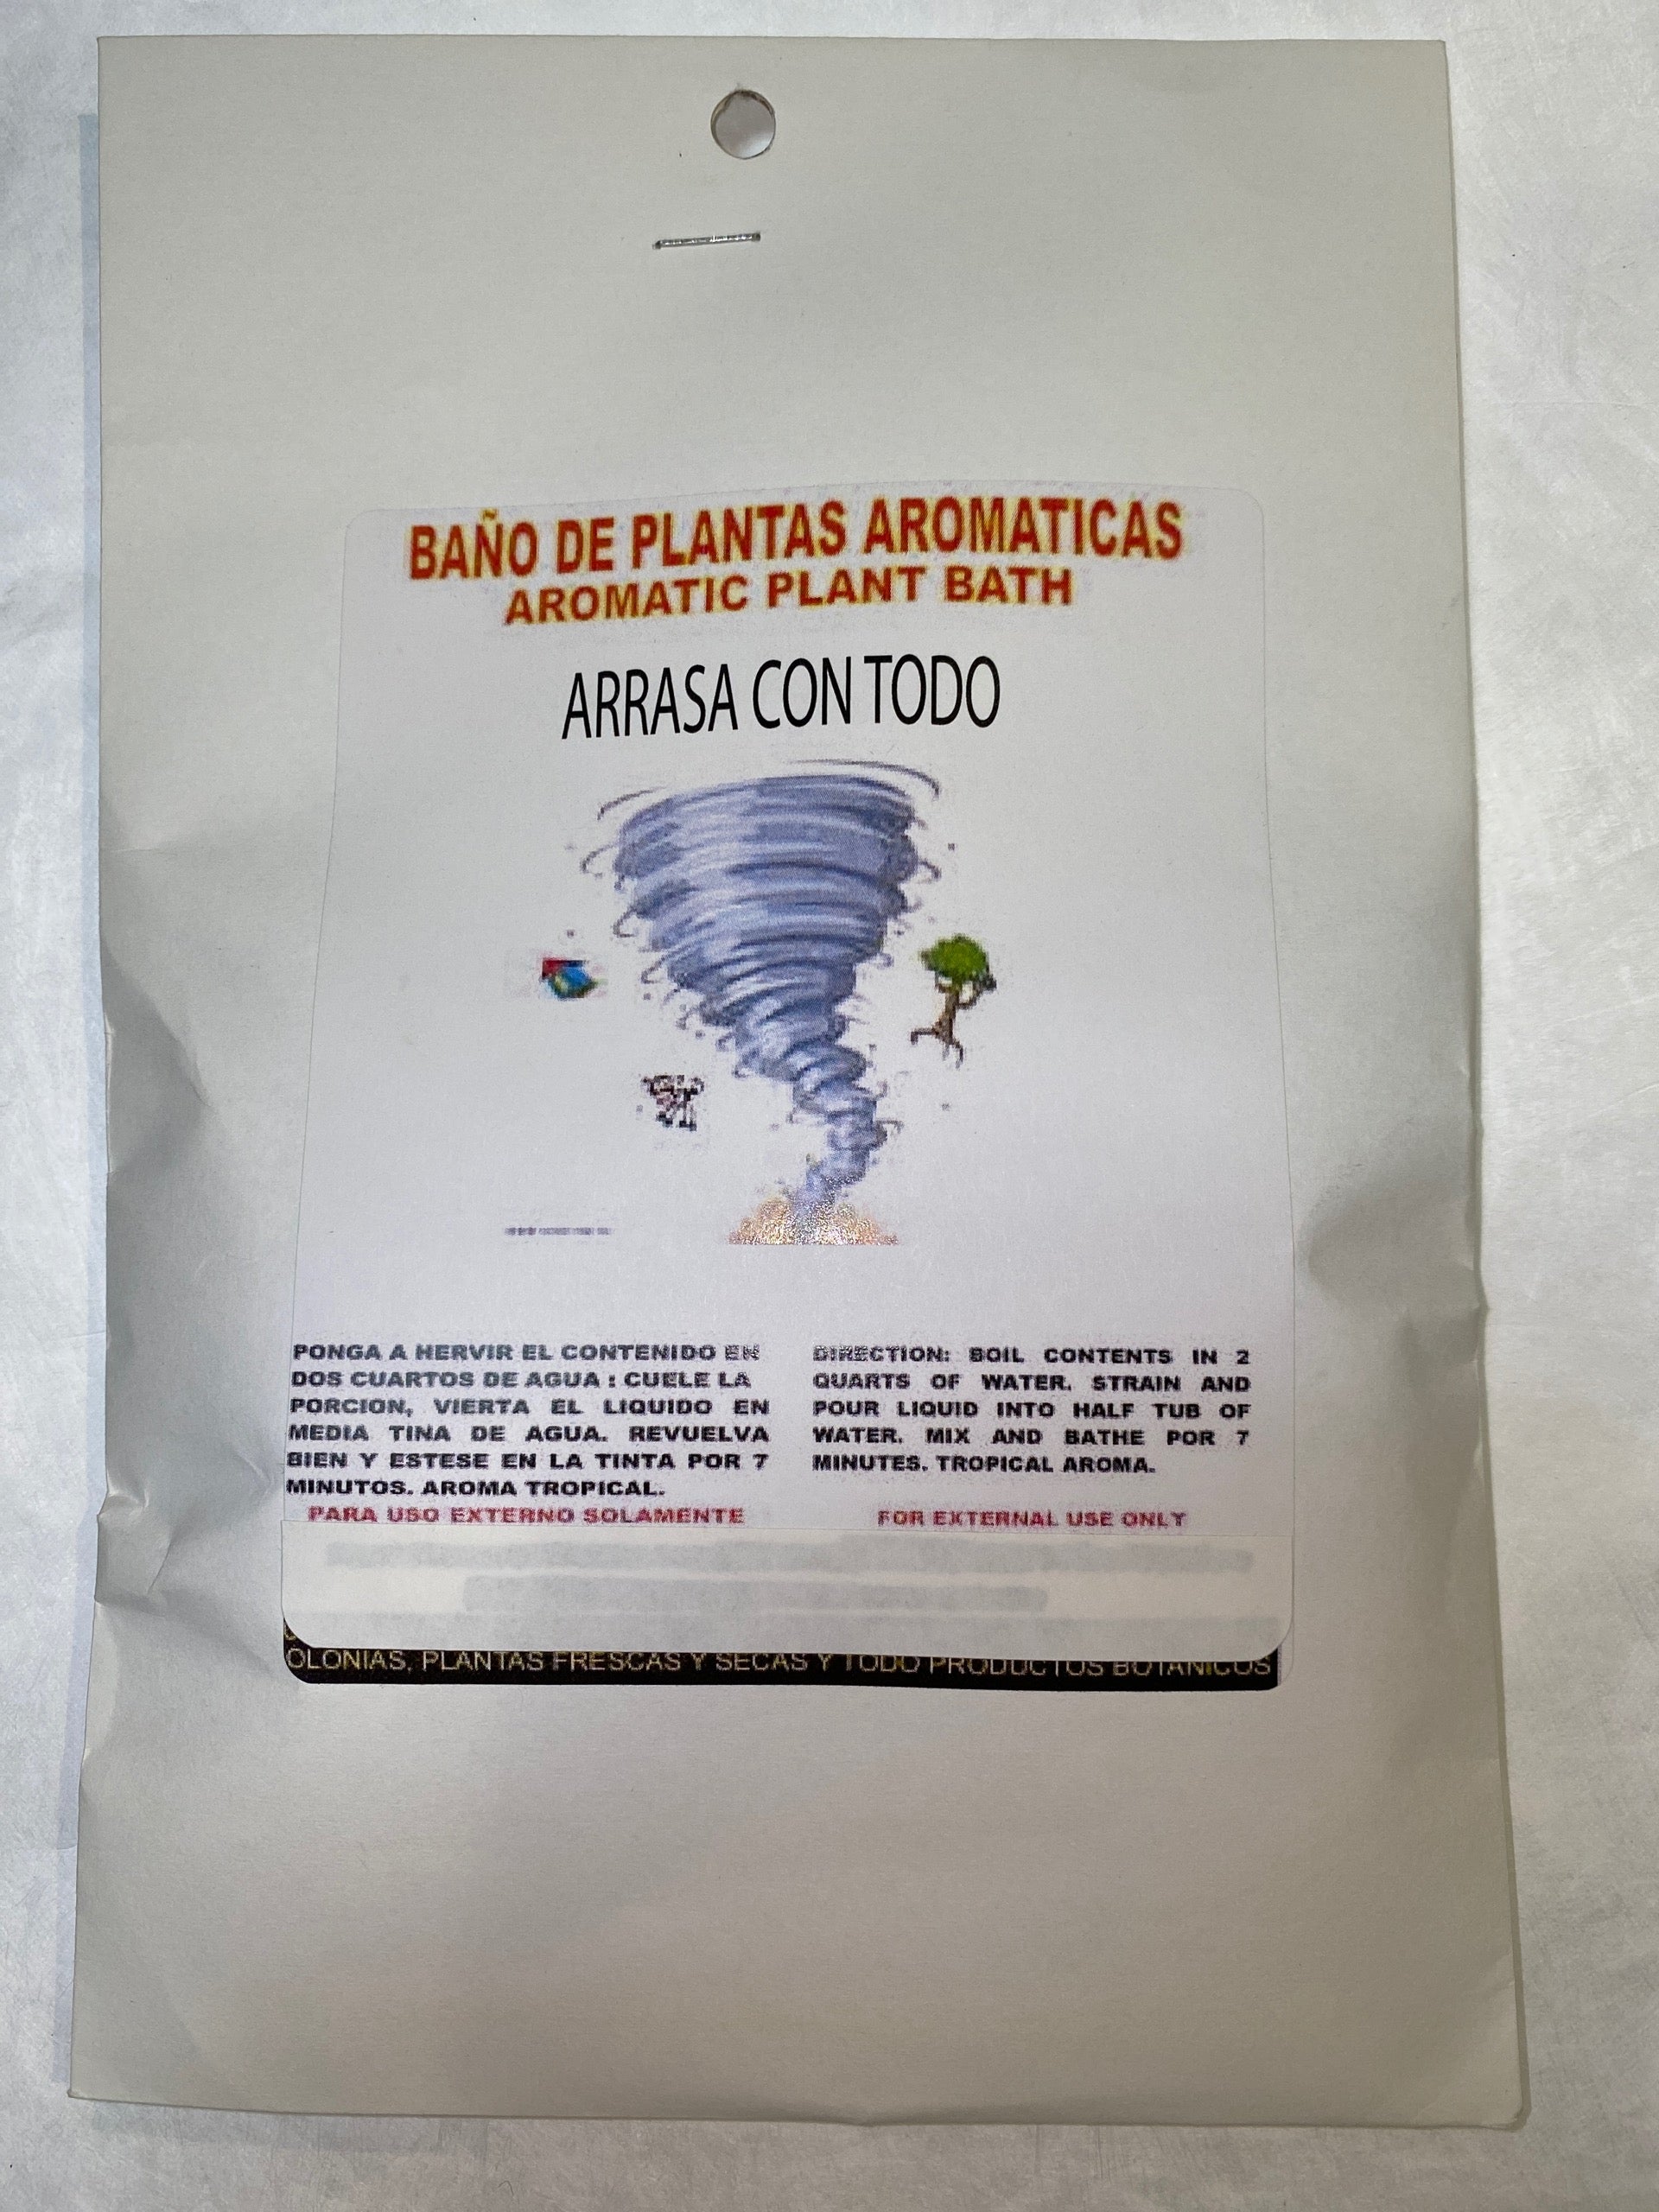 BAÑO DE PLANTAS AROMATICAS
AROMATIC PLANT BATH
ARRASA CON TODO
PONGA A HERVIR EL CONTENIDO EN
DOS CUARTOS DE AGUA : CUELE LA
PORCION, VIERTA EL LIQUIDO EN
MEDIA TINA DE AGUA. REVUELVA
BIEN Y ESTESE EN LA TINTA POR 7
MINUTOS. AROMA TROPICAL.
PARA USO EXTERNO SOLAMENTE
DIRECTION: BOIL CONTENTS IN 2
QUARTS OF WATER. STRAIN AND
POUR LIQUID INTO HALF TUB OF
WATER. MIX AND BATHE POR 7
MINUTES. TROPICAL AROMA.
FOR EXTERNAL USE ONLY
OLONIAS, PLANTAS FRESCAS Y SECAS Y TODO PRODUCTOS BOTANICOS